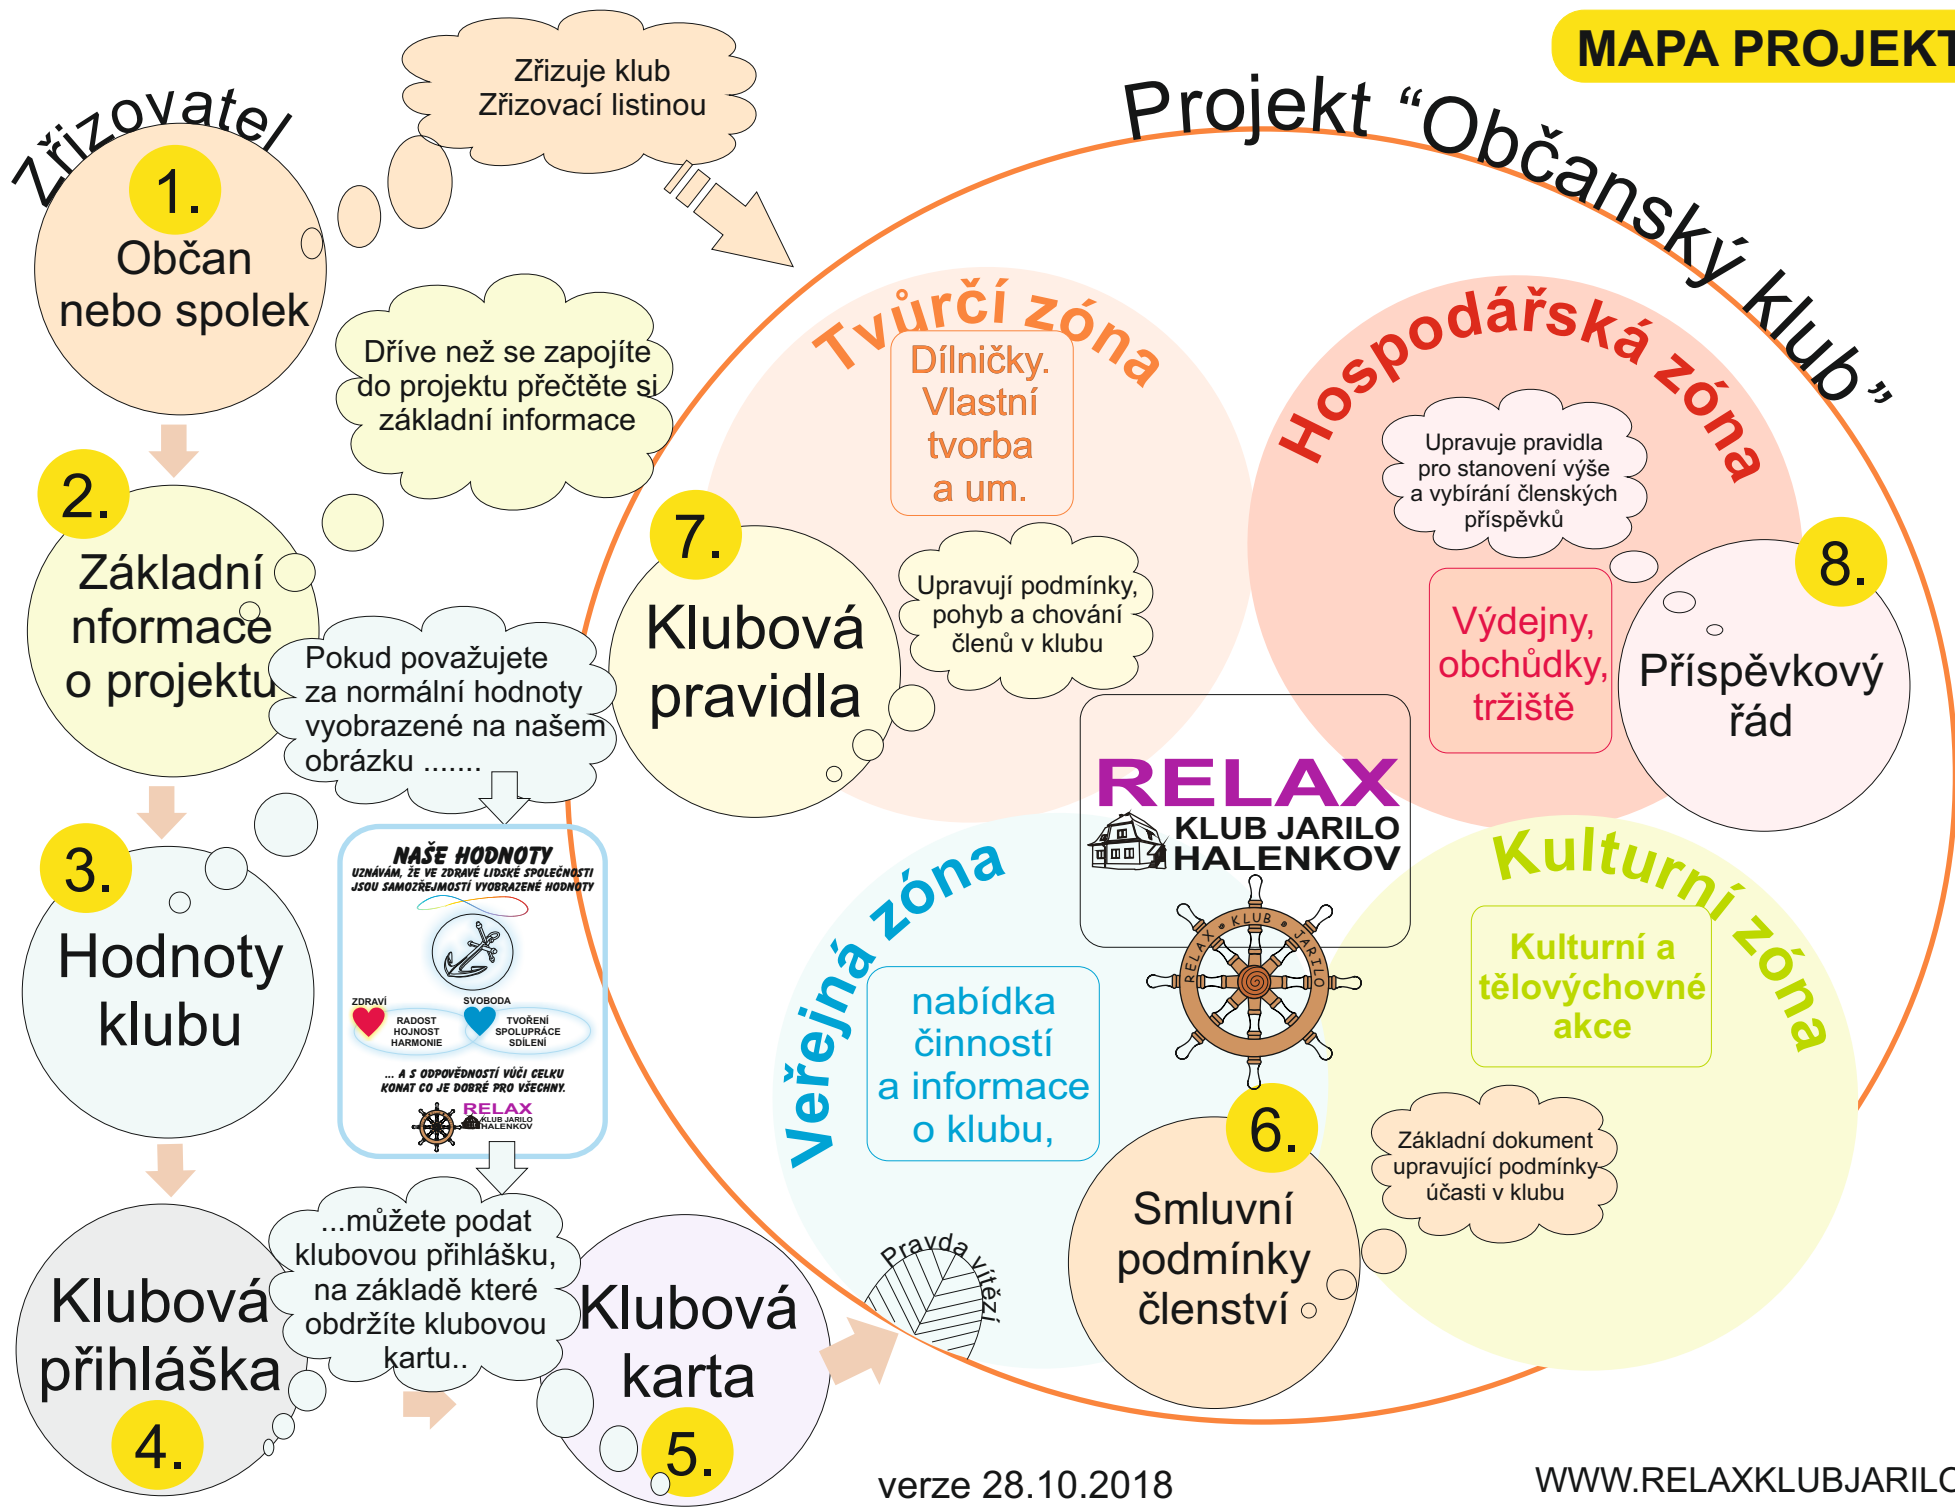 MAPA PROJEKT
Zřizovatel
1.
Občan
nebo spolek
Zřizuje klub
Zřizovací listinou
Projekt “Občanský klub”
Dříve než se zapojíte
do projektu přečtěte si
základní informace
2.
Základní
nformace
o projektu
Pokud považujete
za normální hodnoty
vyobrazené na našem
obrázku .......
3.
Hodnoty
klubu
NAŠE HODNOTY
UZNÁVÁM, ŽE VE ZDRAVÉ LIDSKÉ SPOLEČNOSTI
JSOU SAMOZŘEJMOSTÍ VYOBRAZENÉ HODNOTY
ZDRAVÍ
RADOST
HOJNOST
HARMONIE
SVOBODA
TVOŘENÍ
SPOLUPRÁCE
SDÍLENÍ
... A S ODPOVĚDNOSTÍ VŮČI CELKU
KONAT CO JE DOBRÉ PRO VŠECHNY.
RELAX
KLUB JARILO
HALENKOV
4.
Klubová
přihláška
...můžete podat
klubovou přihlášku,
na základě které
obdržíte klubovou
kartu..
Klubová
karta
5.
Tvůrčí zóna
Dílničky.
Vlastní
tvorba
a um.
7.
Klubová
pravidla
Upravují podmínky,
pohyb a chování
členů v klubu
Hospodářská zóna
Upravuje pravidla
pro stanovení výše
a vybírání členských
příspěvků
Výdejny,
obchůdky,
tržiště
8.
Příspěvkový
řád
RELAX
KLUB JARILO
HALENKOV
RELAX • KLUB • JARILO
Veřejná zóna
nabídka
činností
a informace
o klubu,
Pravda vítězí
Kulturní zóna
Kulturní a
tělovýchovné
akce
6.
Smluvní
podmínky
členství
Základní dokument
upravující podmínky
účasti v klubu
verze 28.10.2018
WWW.RELAXKLUBJARILO